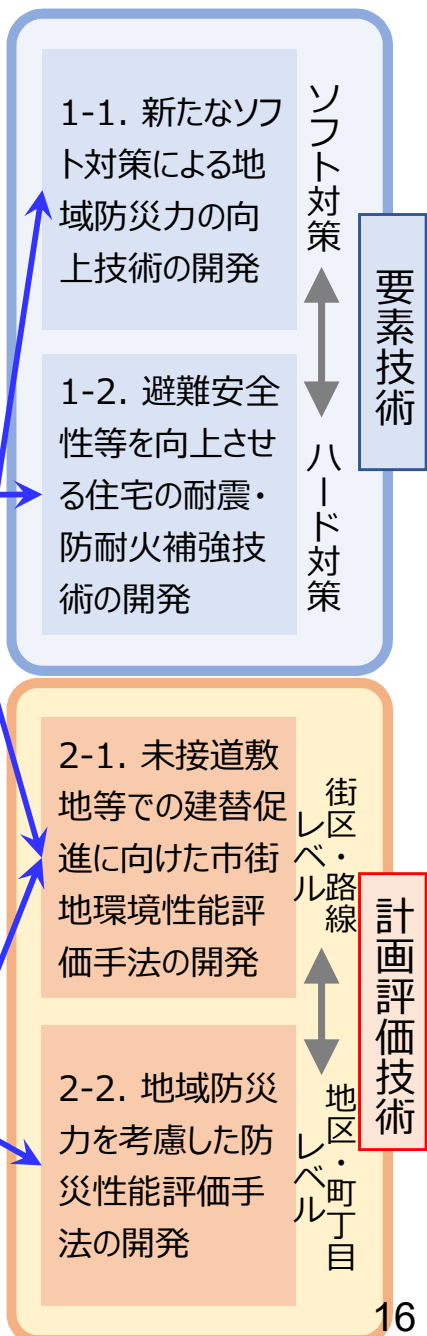 1-1. 新たなソフ
ト対策による地
域防災力の向
上技術の開発
ソフト対策
1-2. 避難安全
性等を向上させ
る住宅の耐震・
防耐火補強技
術の開発
ハード対策
要素技術
2-1. 未接道敷
地等での建替促
進に向けた市街
地環境性能評
価手法の開発
街区・路線
レベル
2-2. 地域防災
力を考慮した防
災性能評価手
法の開発
地区・町丁目
レベル
計画評価技術
16